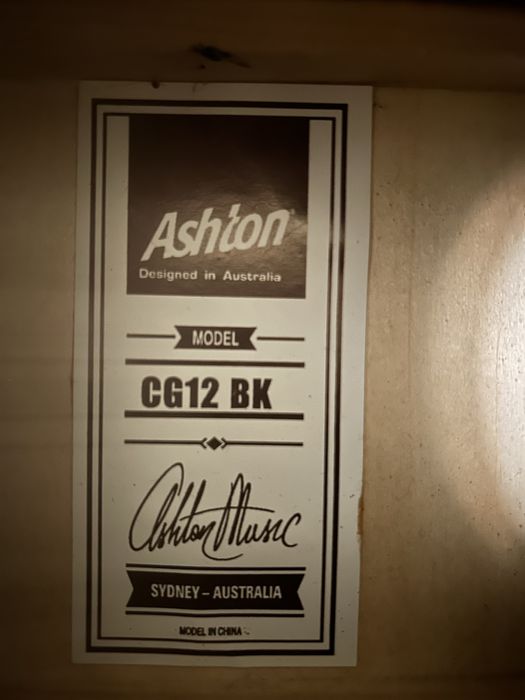 Ashton
Designed in Australia
MODEL
CG12 BK
Ashton Music
SYDNEY – AUSTRALIA
MODEL IN CHINA